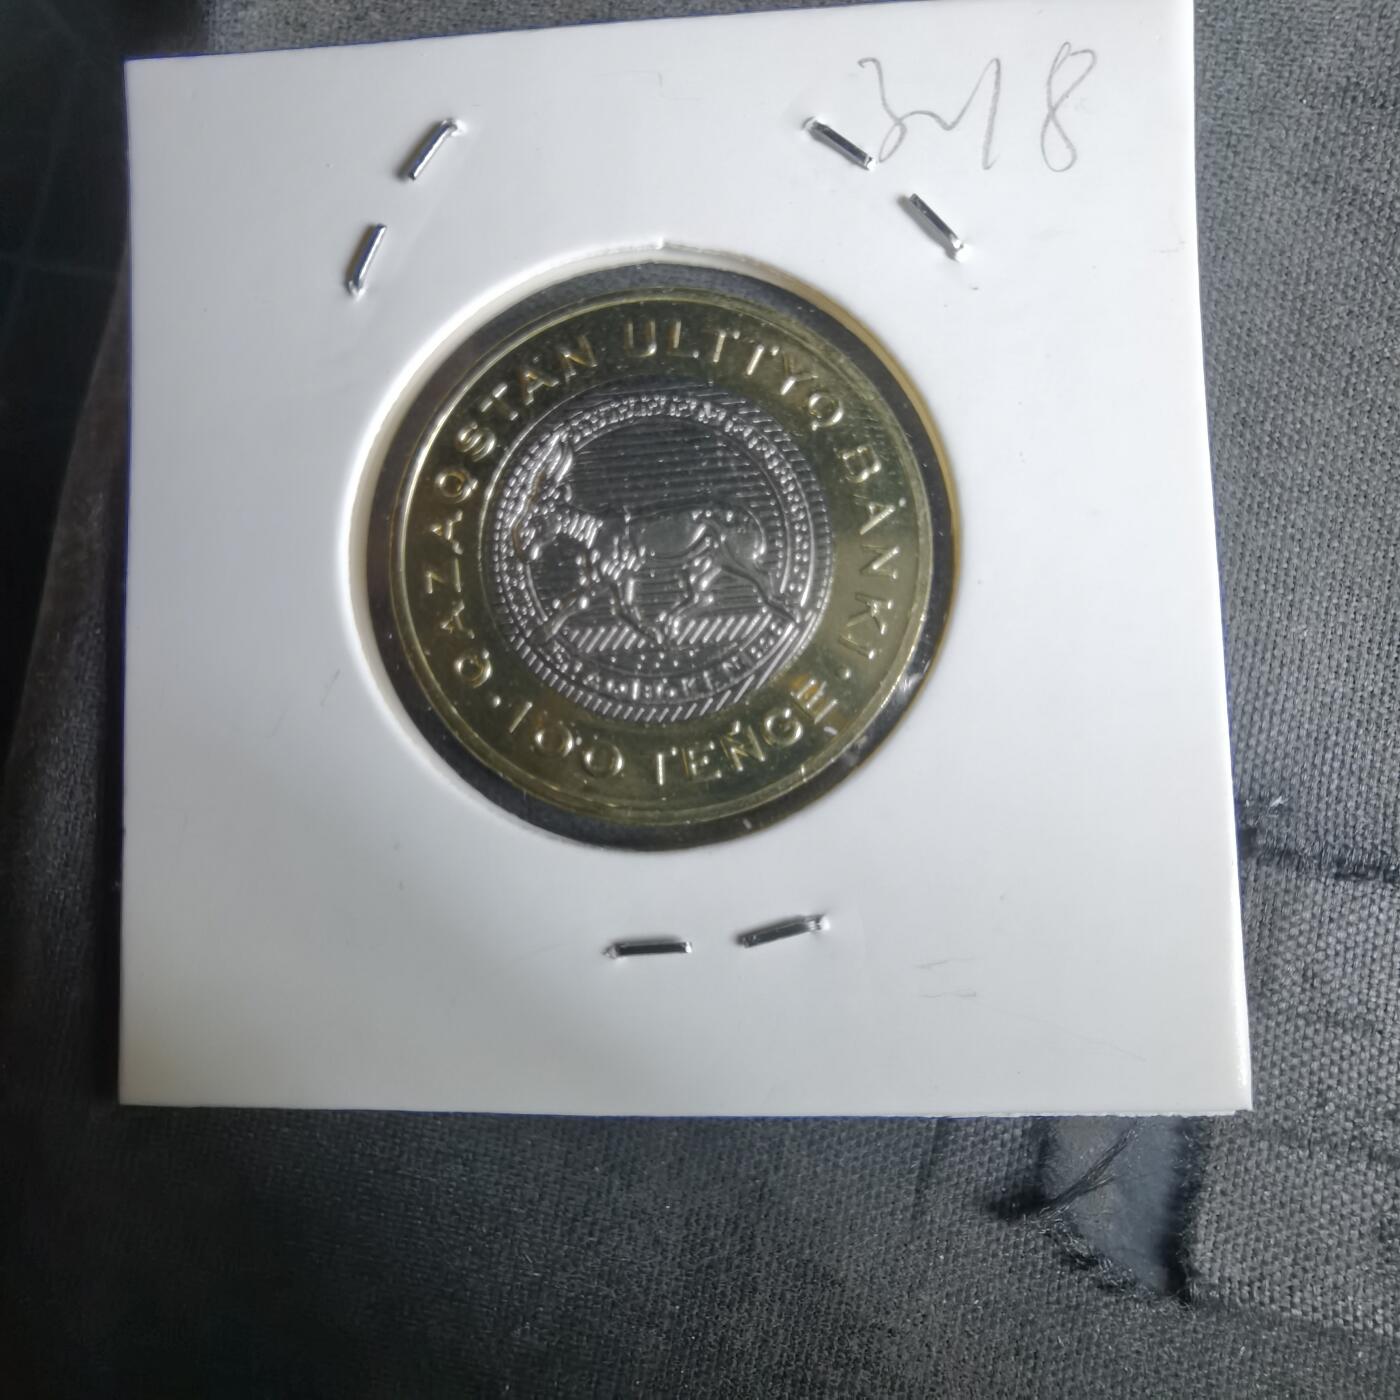 318
QAZAQSTAN ULTTYQ BANKI
· 100 TEŃGE ·